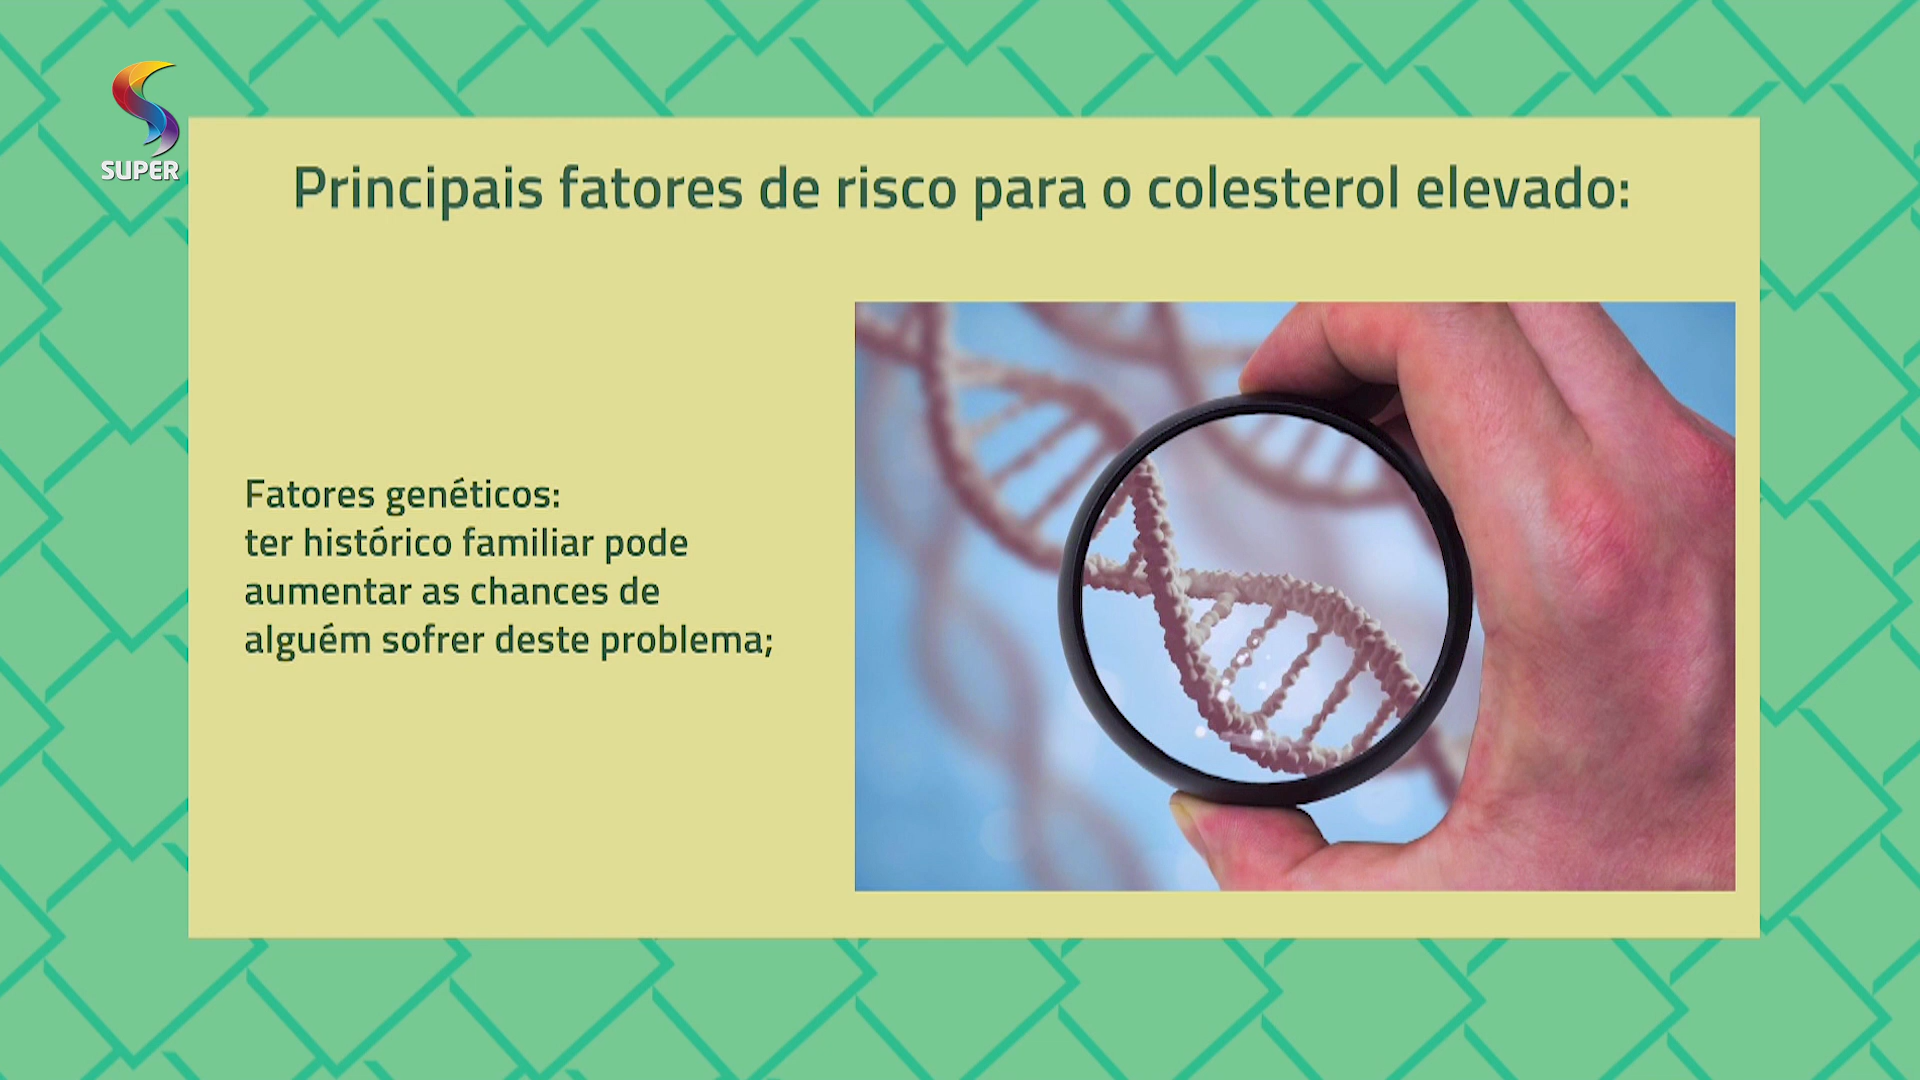 SUPER
Principais fatores de risco para o colesterol elevado:
Fatores genéticos:
ter histórico familiar pode
aumentar as chances de
alguém sofrer deste problema;